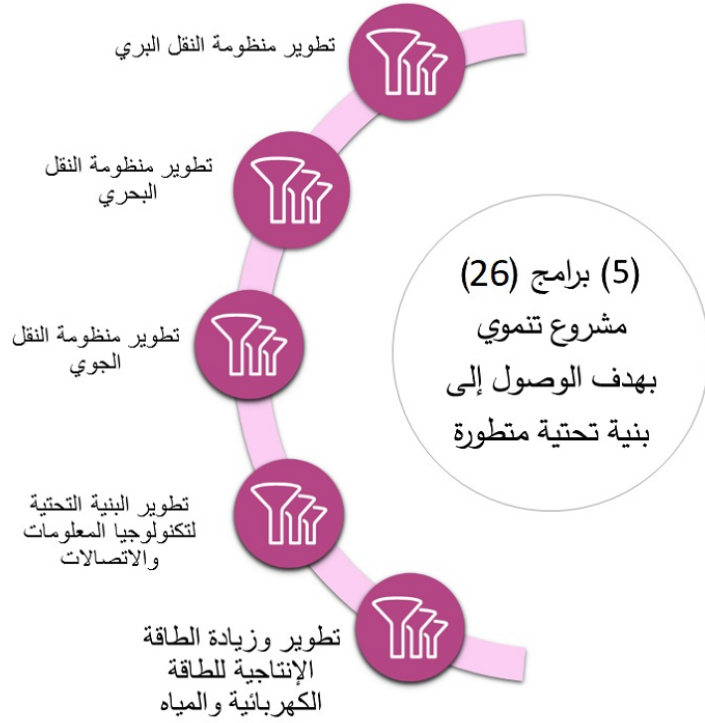 تطوير منظومة النقل البري
تطوير منظومة النقل
البحري
تطوير منظومة النقل
الجوي
تطوير البنية التحتية
لتكنولوجيا المعلومات
والاتصالات
تطوير وزيادة الطاقة
الإنتاجية للطاقة
الكهربائية والمياه
(5) برامج (26)
مشروع تنموي
بهدف الوصول إلى
بنية تحتية متطورة